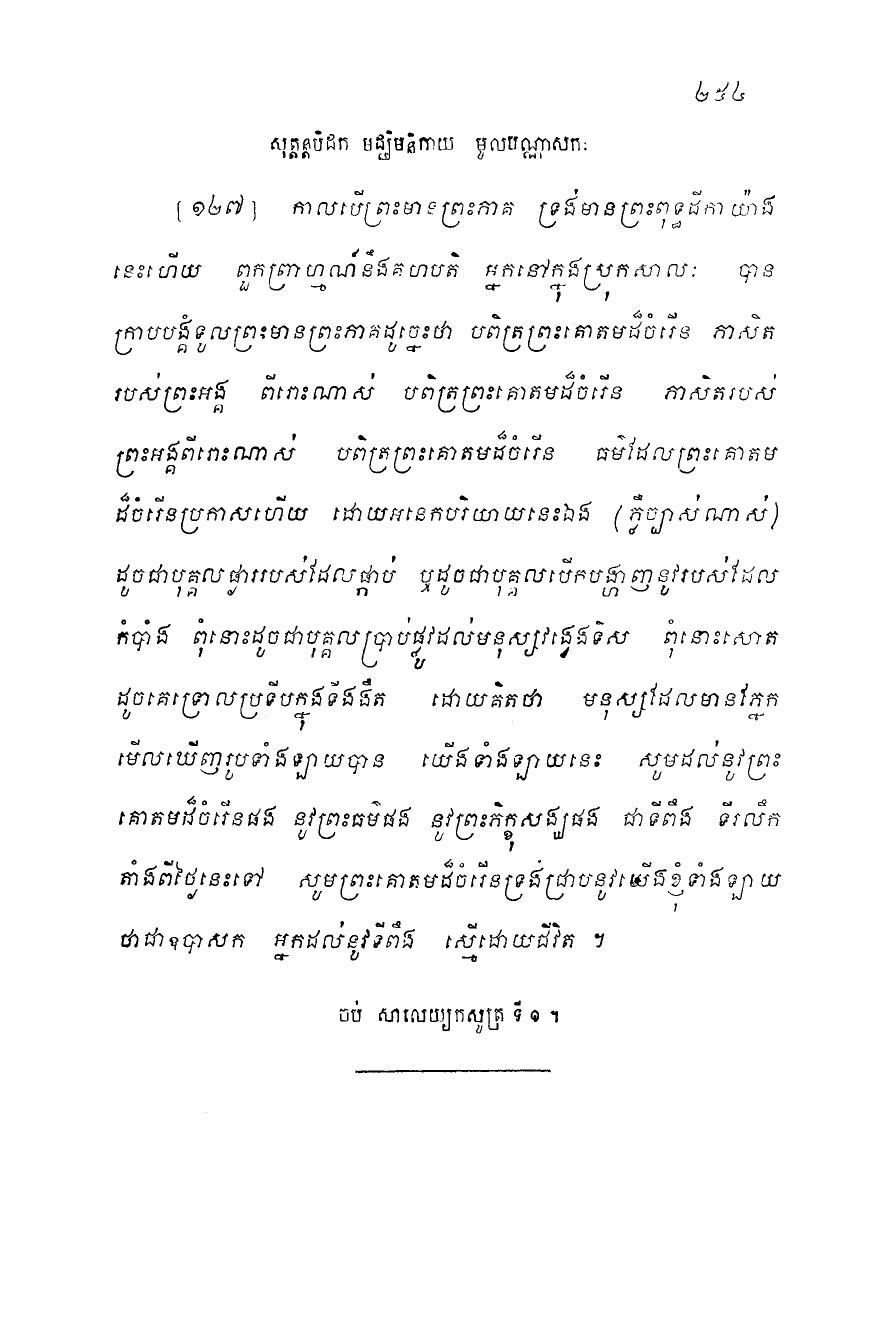 ២៥៤
សុត្តន្តបិដក មជ្ឈិមនិកាយ មូលបណ្ណាសកៈ
[១២៧] កាលបើព្រះមានព្រះភាគ ទ្រង់មានព្រះពុទ្ធដីកាយ៉ាង
នេះហើយ ពួកព្រាហ្មណ៍នឹងគហបតិ អ្នកនៅក្នុងស្រុកសាលៈ បាន
ក្រាបបង្គំទូលព្រះមានព្រះភាគដូច្នេះថា បពិត្រព្រះគោតមដ៏ចំរើន ភាសិត
របស់ព្រះអង្គ ពីរោះណាស់ បពិត្រព្រះគោតមដ៏ចំរើន ភាសិតរបស់
ព្រះអង្គពីរោះណាស់ បពិត្រព្រះគោតមដ៏ចំរើន ធម៌ដែលព្រះគោតម
ដ៏ចំរើនប្រកាសហើយ ដោយអនេកបរិយាយនេះឯង (ភ្លឺច្បាស់ណាស់)
ដូចជាបុគ្គលផ្ងាររបស់ដែលផ្កាប់ ឬដូចជាបុគ្គលបើកបង្ហាញនូវរបស់ដែល
កំបាំង ពុំនោះដូចជាបុគ្គលប្រាប់ផ្លូវដល់មនុស្សវង្វេងទិស ពុំនោះសោត
ដូចគេទ្រោលប្រទីបក្នុងទីងងឹត ដោយគិតថា មនុស្សដែលមានភ្នែក
មើលឃើញរូបទាំងឡាយបាន យើងទាំងឡាយនេះ សូមដល់នូវព្រះ
គោតមដ៏ចំរើនផង នូវព្រះធម៌ផង នូវព្រះភិក្ខុសង្ឃផង ជាទីពឹង ទីរលឹក
តាំងពីថ្ងៃនេះទៅ សូមព្រះគោតមដ៏ចំរើនទ្រង់ជ្រាបនូវយើងខ្ញុំទាំងឡាយ
ថាជាឧបាសក អ្នកដល់នូវទីពឹង ស្មើដោយជីវិត ។
ចប់ សាលេយ្យកសូត្រ ទី ១ ។